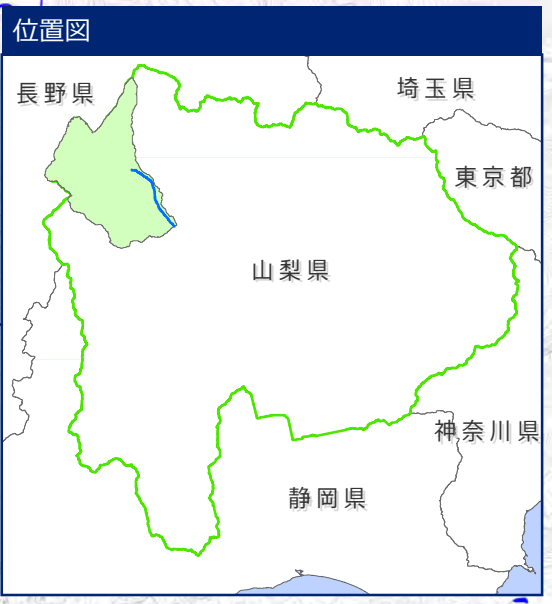 位置図
長野県
埼玉県
東京都
山梨県
神奈川県
静岡県